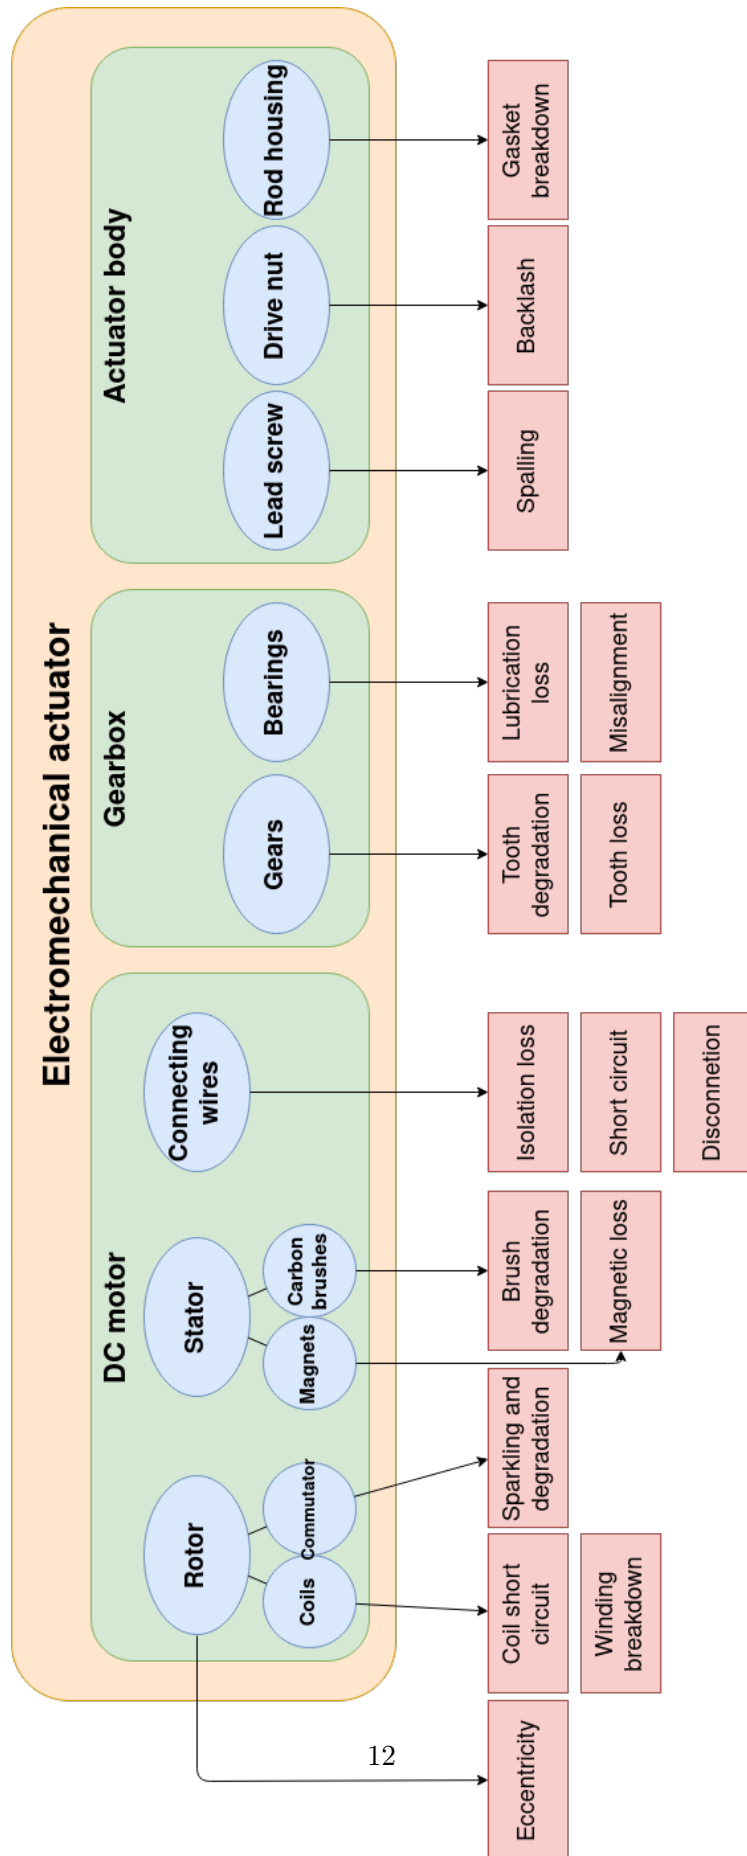 Electromechanical actuator
DC motor
Gearbox
Actuator body
Rotor
Coils
Commutator
Stator
Magnets
Carbon
brushes
Connecting
wires
Gears
Bearings
Lead screw
Drive nut
Rod housing
Eccentricity
Coil short
circuit
Winding
breakdown
Sparkling and
degradation
Brush
degradation
Magnetic loss
Isolation loss
Short circuit
Disconnetion
Tooth
degradation
Tooth loss
Lubrication
loss
Misalignment
Spalling
Backlash
Gasket
breakdown
12